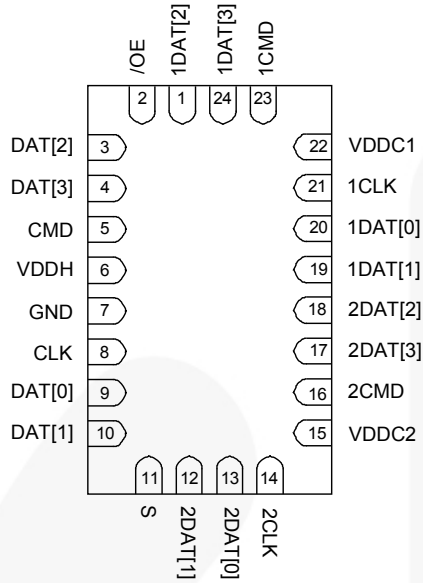 /OE
1DAT[2]
1DAT[3]
1CMD
2
1
24
23
DAT[2] 3
22 VDDC1
DAT[3] 4
21 1CLK
CMD 5
20 1DAT[0]
VDDH 6
19 1DAT[1]
GND 7
18 2DAT[2]
CLK 8
17 2DAT[3]
DAT[0] 9
16 2CMD
DAT[1] 10
15 VDDC2
11
12
13
14
S
2DAT[1]
2DAT[0]
2CLK